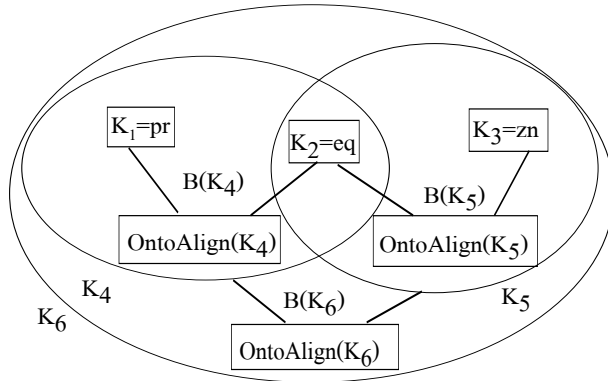 K₁=pr
K₂=eq
K₃=zn
B(K₄)
B(K₅)
OntoAlign(K₄)
OntoAlign(K₅)
K₄
B(K₆)
K₅
K₆
OntoAlign(K₆)